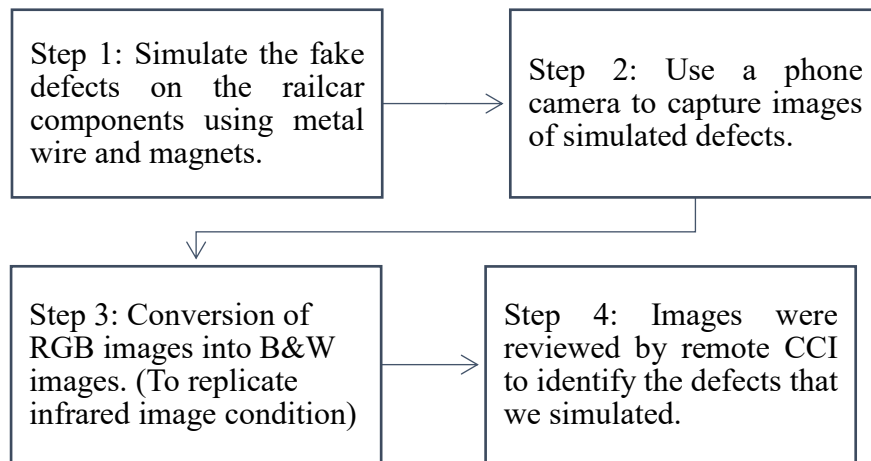 Step 1: Simulate the fake
defects on the railcar
components using metal
wire and magnets.
Step 2: Use a phone
camera to capture images
of simulated defects.
Step 3: Conversion of
RGB images into B&W
images. (To replicate
infrared image condition)
Step 4: Images were
reviewed by remote CCI
to identify the defects that
we simulated.